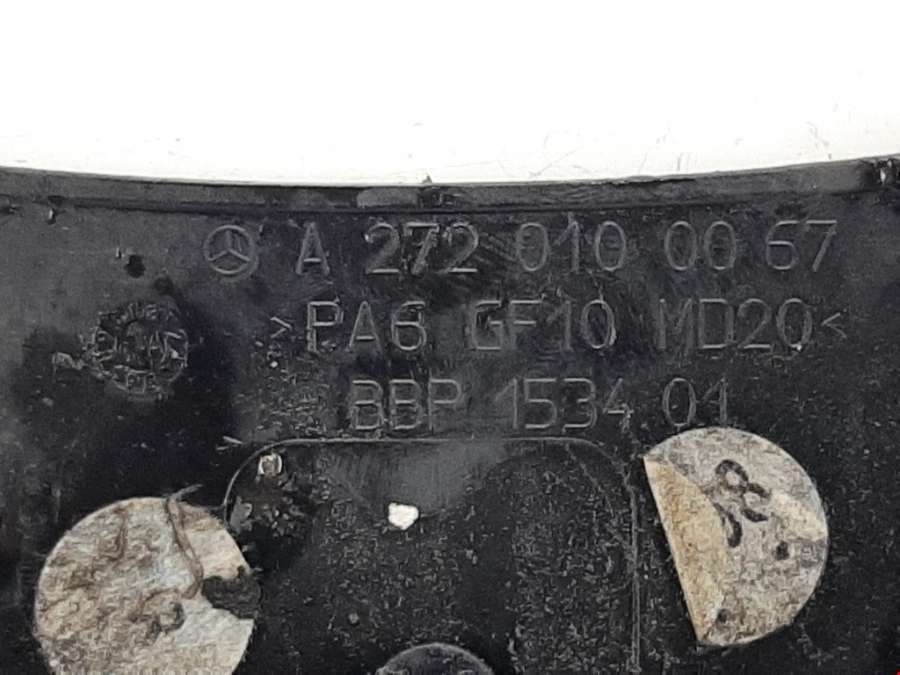 A 272 010 00 67
>PA6 GF10 MD20<
BBP 1534 01